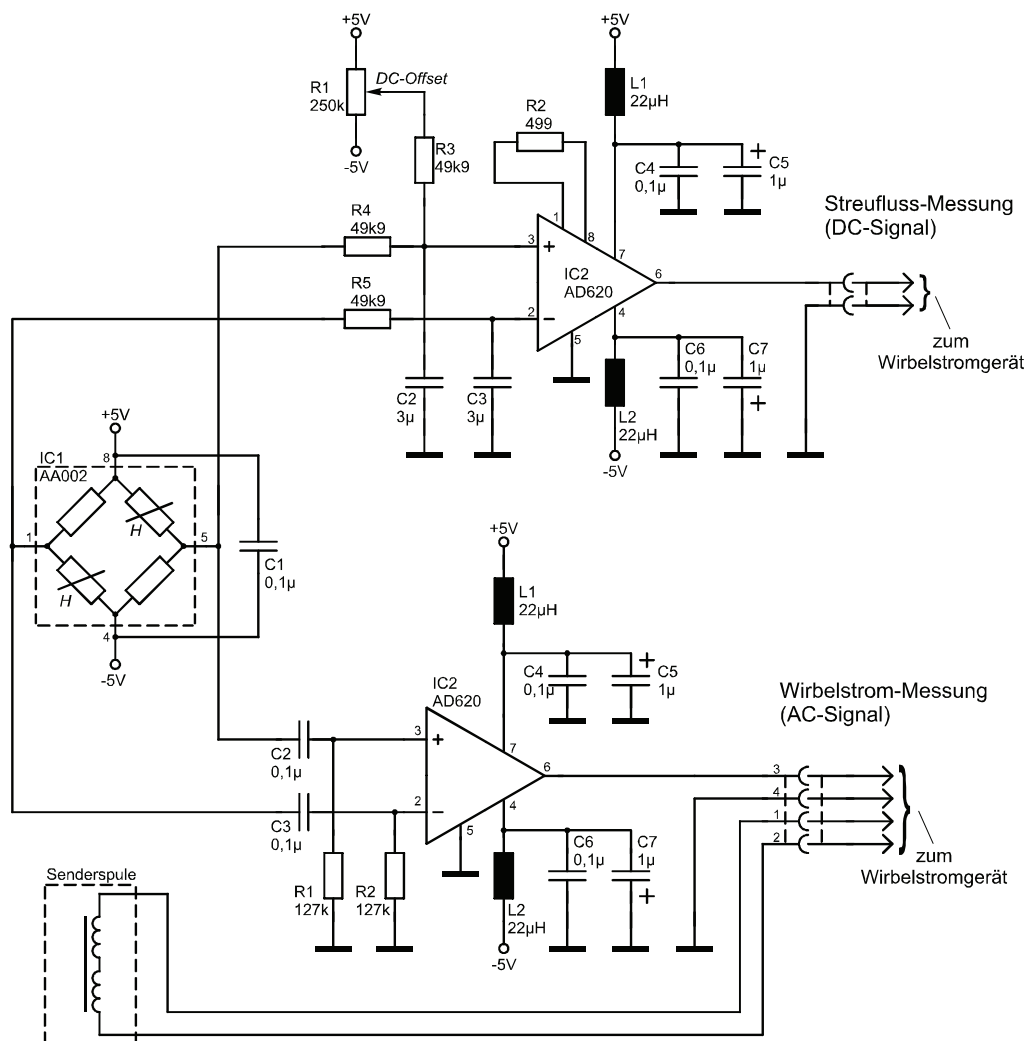 +5V
R1
250k
DC-Offset
-5V
R3
49k9
R2
499
+5V
L1
22µH
C4
0,1µ
+
C5
1µ
Streufluss-Messung
(DC-Signal)
R4
49k9
1
8
3
+
7
IC2
AD620
6
R5
49k9
2
–
4
5
zum
Wirbelstromgerät
C2
3µ
C3
3µ
L2
22µH
-5V
C6
0,1µ
C7
1µ
+
+5V
IC1
AA002
8
H
1
5
H
4
-5V
C1
0,1µ
+5V
L1
22µH
C4
0,1µ
+
C5
1µ
Wirbelstrom-Messung
(AC-Signal)
IC2
AD620
C2
0,1µ
3
+
7
6
C3
0,1µ
2
–
4
5
3
4
1
2
zum
Wirbelstromgerät
R1
127k
R2
127k
L2
22µH
-5V
C6
0,1µ
C7
1µ
+
Senderspule